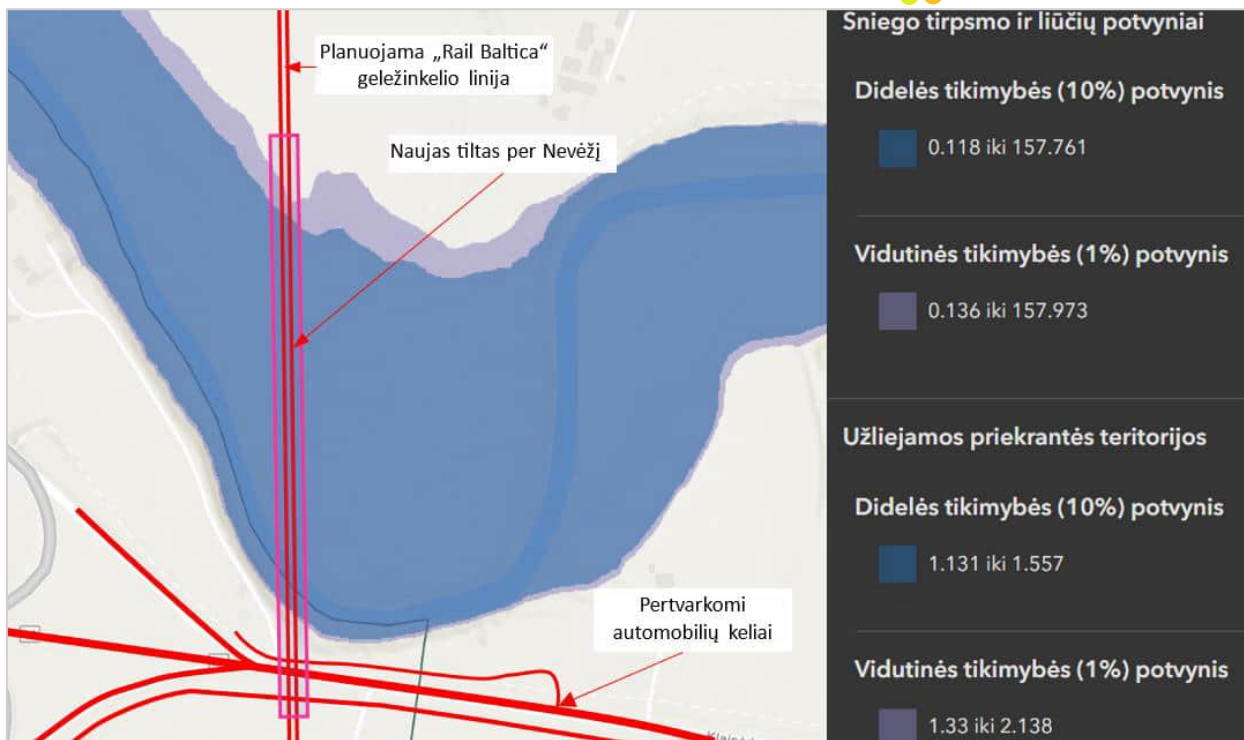 Planuojama „Rail Baltica“
geležinkelio linija
Naujas tiltas per Nevėžį
Pertvarkomi
automobilių keliai
Sniego tirpsmo ir liūčių potvyniai
Didelės tikimybės (10%) potvynis
0.118 iki 157.761
Vidutinės tikimybės (1%) potvynis
0.136 iki 157.973
Užliejamos priekrantės teritorijos
Didelės tikimybės (10%) potvynis
1.131 iki 1.557
Vidutinės tikimybės (1%) potvynis
1.33 iki 2.138